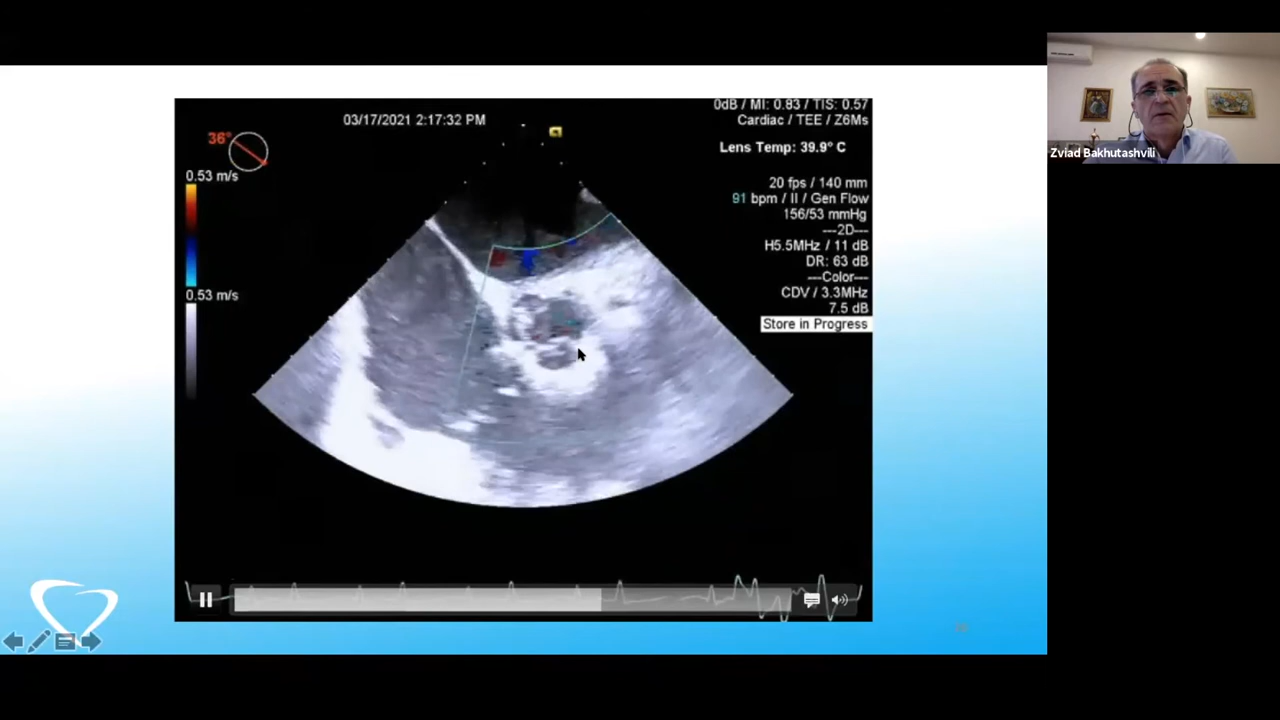 03/17/2021 2:17:32 PM
36°
0.53 m/s
0.53 m/s
0dB / MI: 0.83 / TIS: 0.57
Cardiac / TEE / Z6Ms
Lens Temp: 39.9° C
20 fps / 140 mm
91 bpm / II / Gen Flow
156/53 mmHg
---2D---
H5.5MHz / 11 dB
DR: 63 dB
---Color---
CDV / 3.3MHz
7.5 dB
Store in Progress
Zviad Bakhutashvili